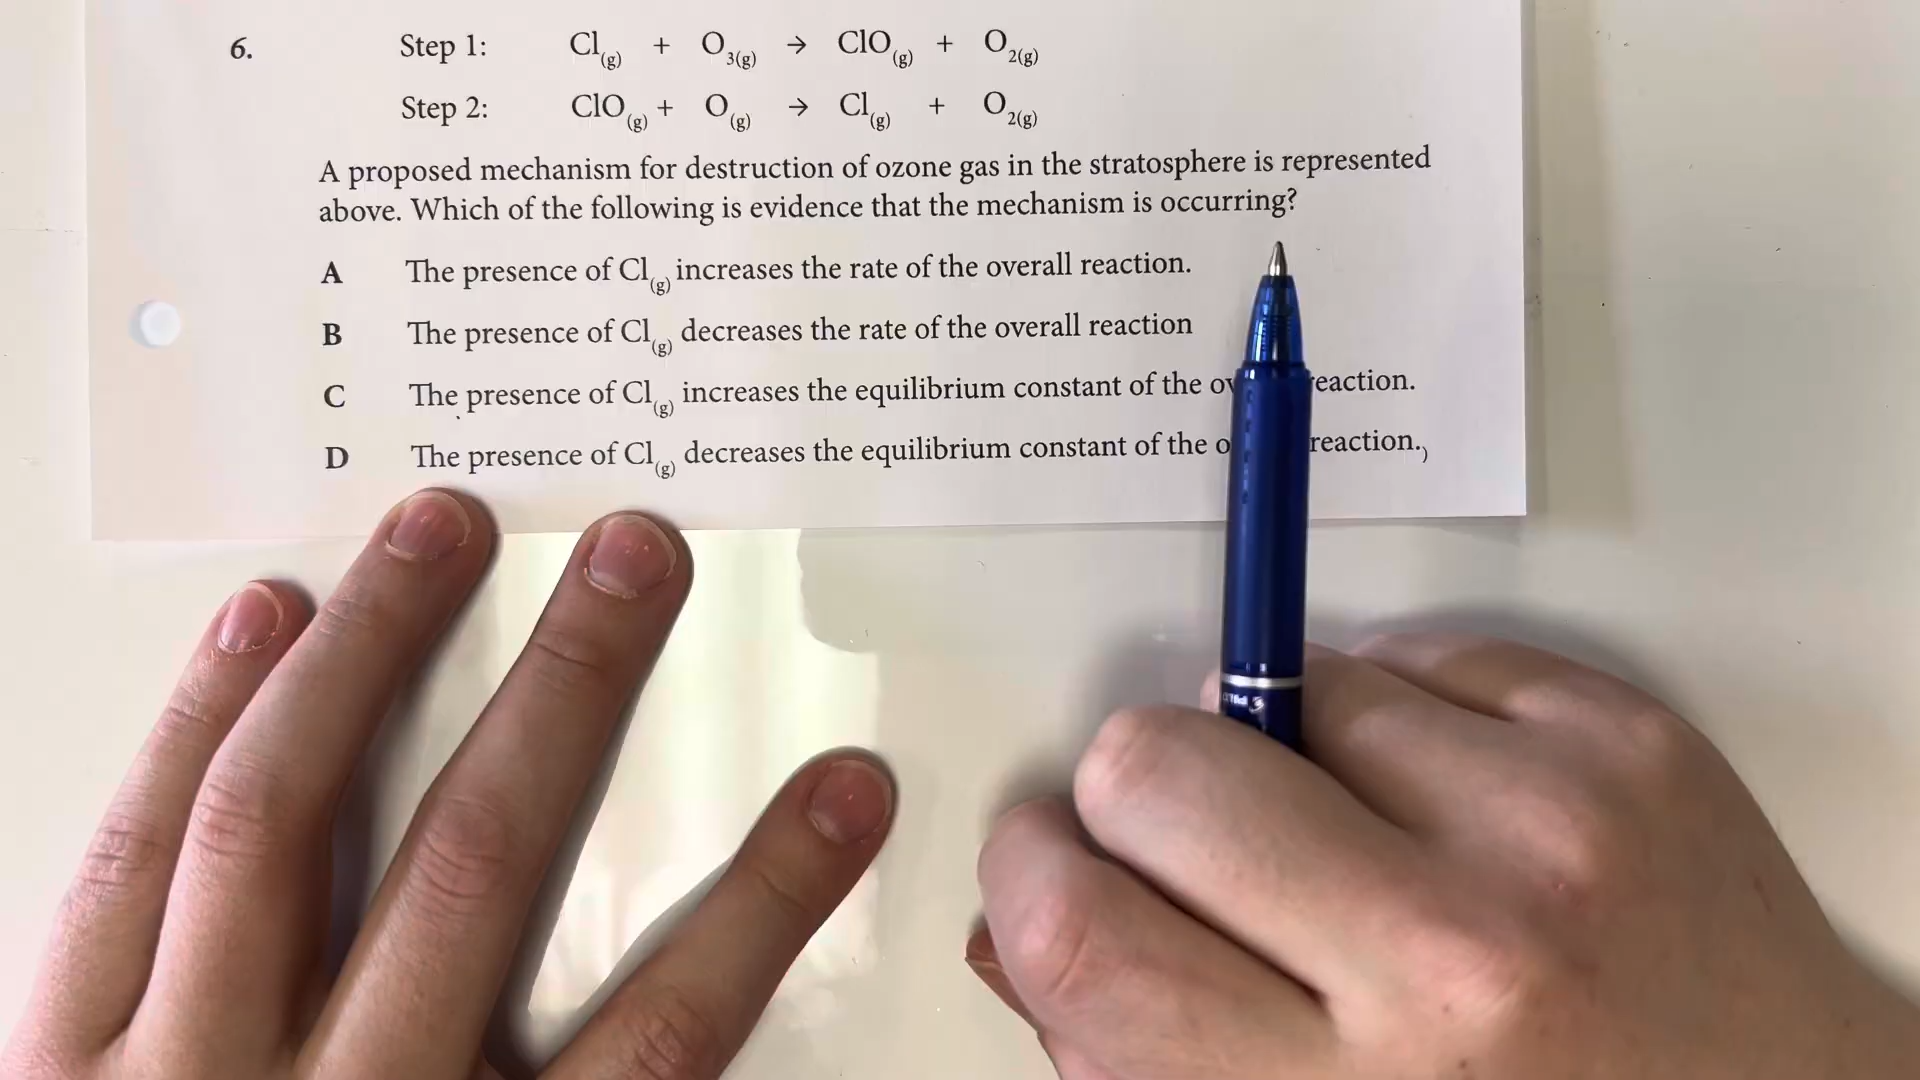 6. Step 1: Cl(g) + O3(g) → ClO(g) + O2(g)
Step 2: ClO(g) + O(g) → Cl(g) + O2(g)
A proposed mechanism for destruction of ozone gas in the stratosphere is represented
above. Which of the following is evidence that the mechanism is occurring?
A The presence of Cl(g) increases the rate of the overall reaction.
B The presence of Cl(g) decreases the rate of the overall reaction
C The presence of Cl(g) increases the equilibrium constant of the ov reaction.
D The presence of Cl(g) decreases the equilibrium constant of the o reaction.)